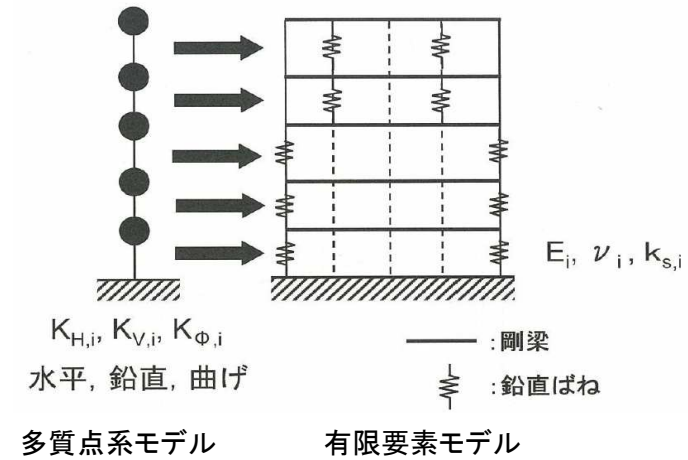 E_i, ν_i, k_s,i
K_H,i, K_V,i, K_Φ,i
水平, 鉛直, 曲げ
:剛梁
:鉛直ばね
多質点系モデル
有限要素モデル